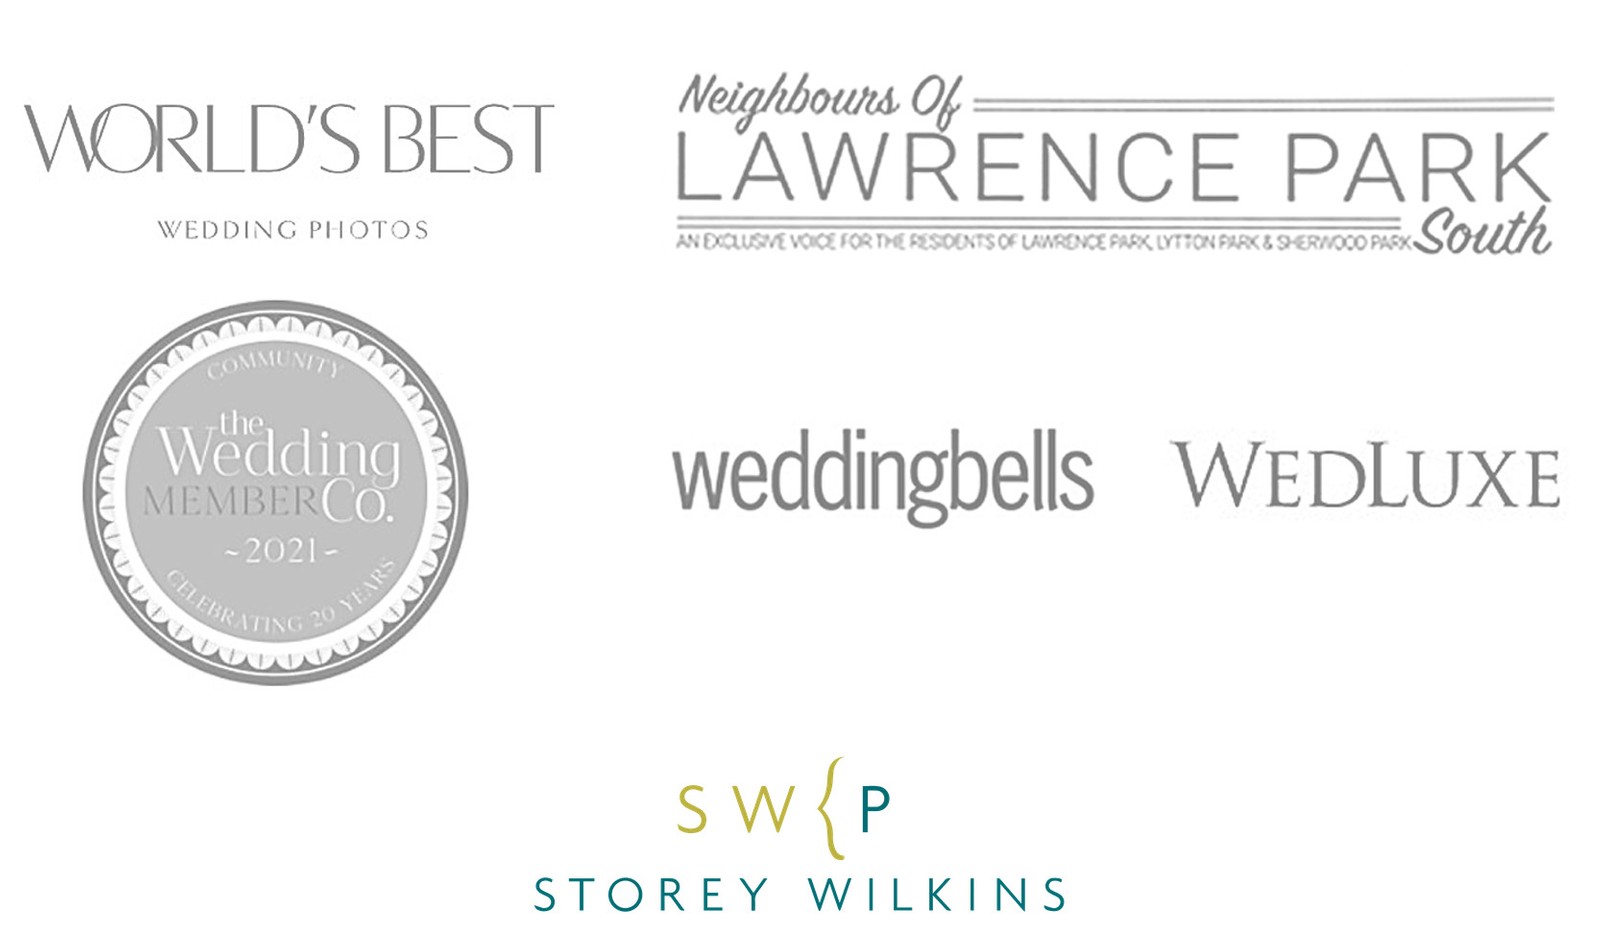 WORLD'S BEST
WEDDING PHOTOS
Neighbours Of
LAWRENCE PARK
South
AN EXCLUSIVE VOICE FOR THE RESIDENTS OF LAWRENCE PARK, LYTTON PARK & SHERWOOD PARK
COMMUNITY
the
Wedding
MEMBER Co.
~2021~
CELEBRATING 20 YEARS
weddingbells
WEDLUXE
SW{P
STOREY WILKINS